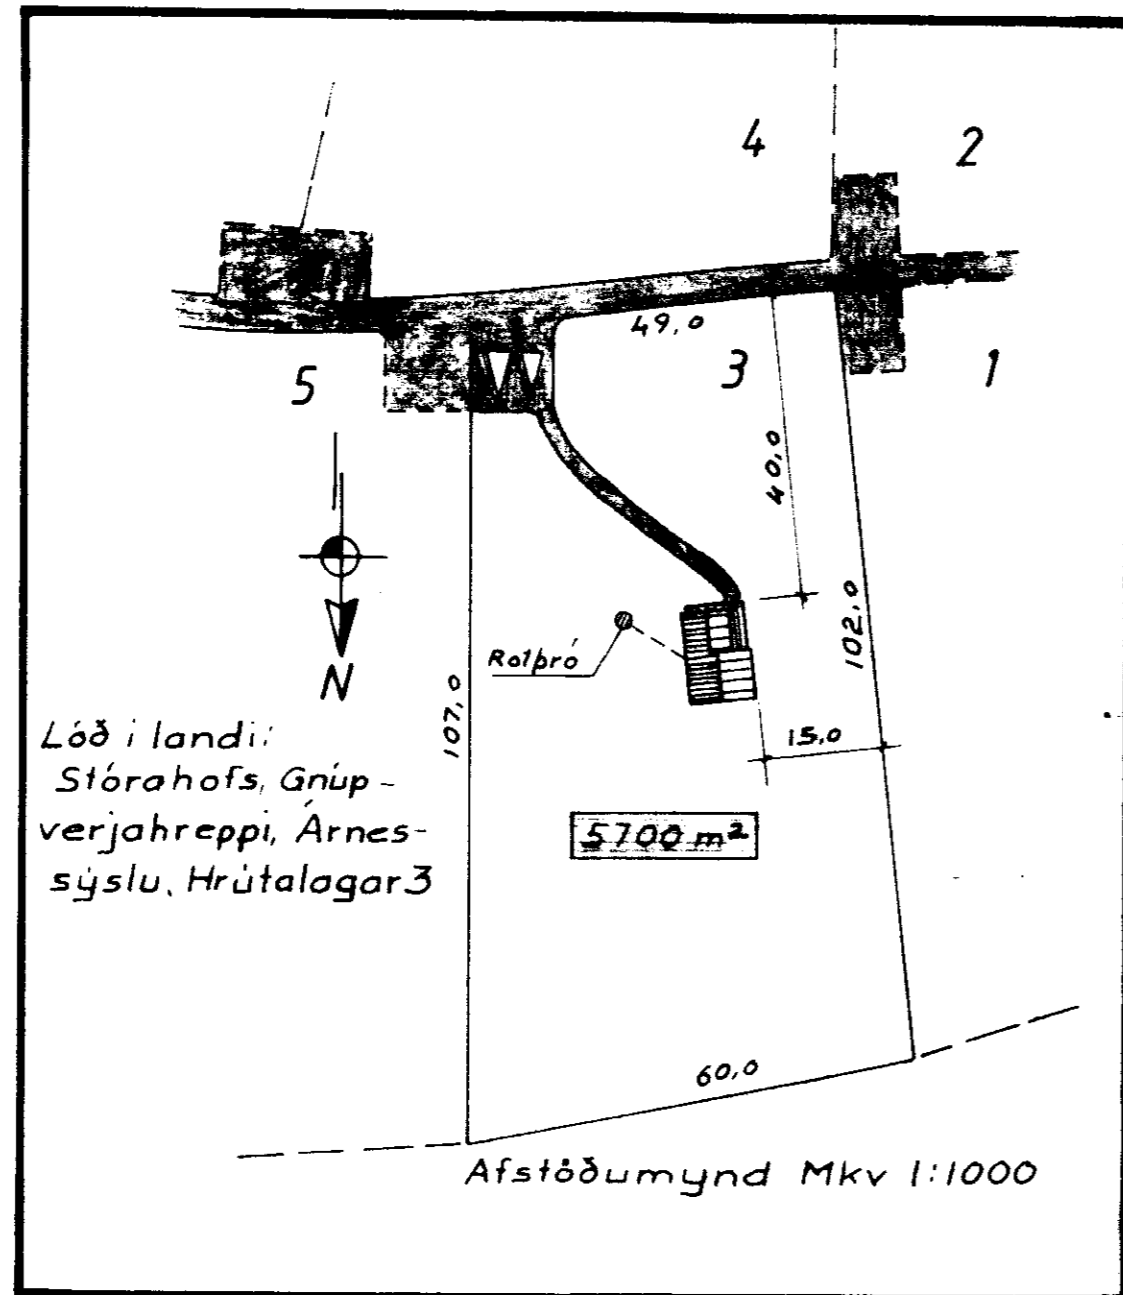 4
2
49,0
5
3
1
40,0
102,0
Rotþró
N
107,0
15,0
Lóð í landi:
Stórahofs, Gnúp-
verjahreppi, Árnes-
sýslu, Hrútalagar 3
5700 m²
60,0
Afstöðumynd Mkv 1:1000